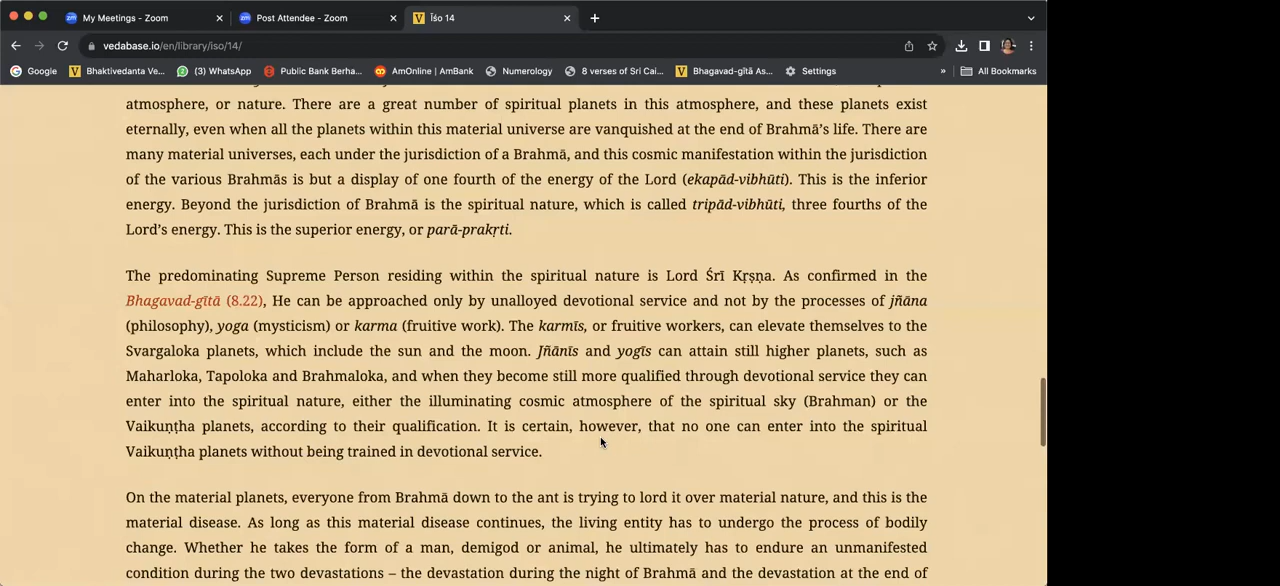 My Meetings - Zoom
Post Attendee - Zoom
Īśo 14
vedabase.io/en/library/iso/14/
Google
Bhaktivedanta Ve...
(3) WhatsApp
Public Bank Berha...
AmOnline | AmBank
Numerology
8 verses of Sri Cai...
Bhagavad-gītā As...
Settings
»
All Bookmarks
atmosphere, or nature. There are a great number of spiritual planets in this atmosphere, and these planets exist
eternally, even when all the planets within this material universe are vanquished at the end of Brahmā’s life. There are
many material universes, each under the jurisdiction of a Brahmā, and this cosmic manifestation within the jurisdiction
of the various Brahmās is but a display of one fourth of the energy of the Lord (ekapād-vibhūti). This is the inferior
energy. Beyond the jurisdiction of Brahmā is the spiritual nature, which is called tripād-vibhūti, three fourths of the
Lord’s energy. This is the superior energy, or parā-prakṛti.
The predominating Supreme Person residing within the spiritual nature is Lord Śrī Kṛṣṇa. As confirmed in the
Bhagavad-gītā (8.22), He can be approached only by unalloyed devotional service and not by the processes of jñāna
(philosophy), yoga (mysticism) or karma (fruitive work). The karmīs, or fruitive workers, can elevate themselves to the
Svargaloka planets, which include the sun and the moon. Jñānīs and yogīs can attain still higher planets, such as
Maharloka, Tapoloka and Brahmaloka, and when they become still more qualified through devotional service they can
enter into the spiritual nature, either the illuminating cosmic atmosphere of the spiritual sky (Brahman) or the
Vaikuṇṭha planets, according to their qualification. It is certain, however, that no one can enter into the spiritual
Vaikuṇṭha planets without being trained in devotional service.
On the material planets, everyone from Brahmā down to the ant is trying to lord it over material nature, and this is the
material disease. As long as this material disease continues, the living entity has to undergo the process of bodily
change. Whether he takes the form of a man, demigod or animal, he ultimately has to endure an unmanifested
condition during the two devastations – the devastation during the night of Brahmā and the devastation at the end of